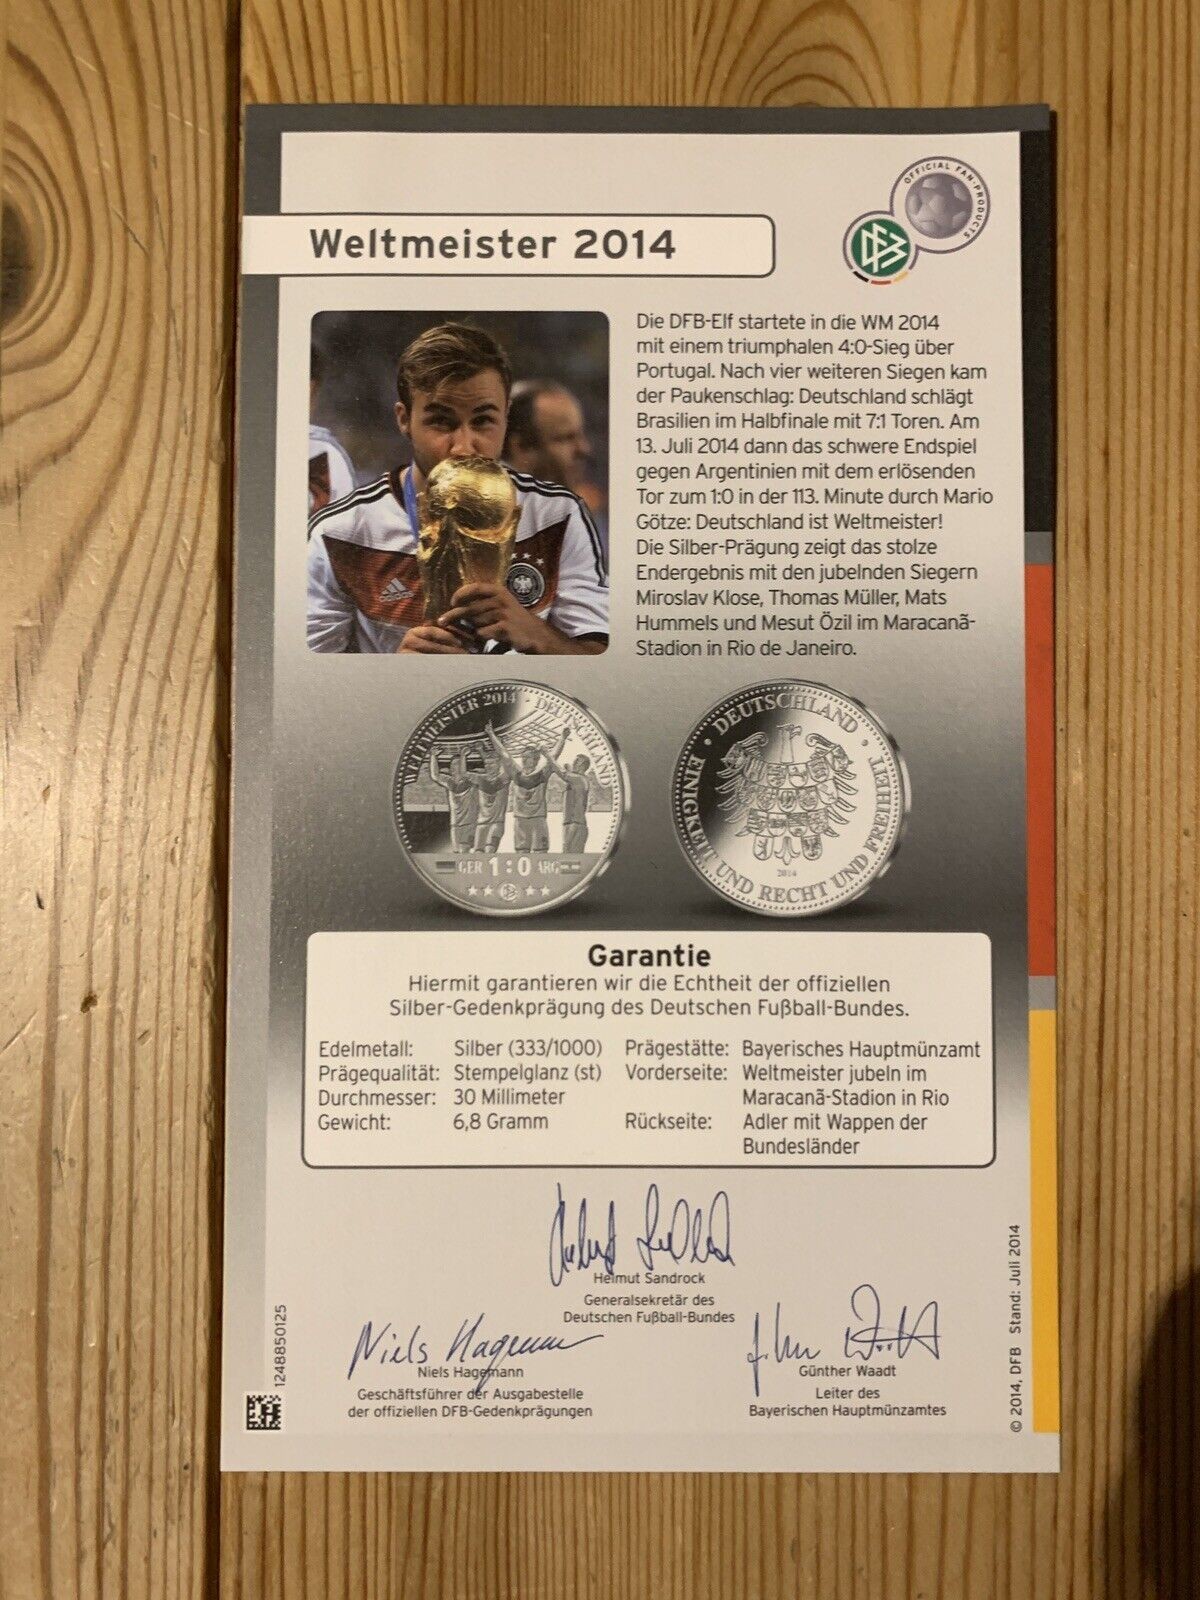 OFFICIAL FAN-PRODUCTS
DFB
Weltmeister 2014
Die DFB-Elf startete in die WM 2014
mit einem triumphalen 4:0-Sieg über
Portugal. Nach vier weiteren Siegen kam
der Paukenschlag: Deutschland schlägt
Brasilien im Halbfinale mit 7:1 Toren. Am
13. Juli 2014 dann das schwere Endspiel
gegen Argentinien mit dem erlösenden
Tor zum 1:0 in der 113. Minute durch Mario
Götze: Deutschland ist Weltmeister!
Die Silber-Prägung zeigt das stolze
Endergebnis mit den jubelnden Siegern
Miroslav Klose, Thomas Müller, Mats
Hummels und Mesut Özil im Maracanã-
Stadion in Rio de Janeiro.
adidas
WELTMEISTER 2014 · DEUTSCHLAND
GER 1:0 ARG
· DEUTSCHLAND ·
EINIGKEIT UND RECHT UND FREIHEIT
2014
Garantie
Hiermit garantieren wir die Echtheit der offiziellen
Silber-Gedenkprägung des Deutschen Fußball-Bundes.
Edelmetall: Silber (333/1000)
Prägequalität: Stempelglanz (st)
Durchmesser: 30 Millimeter
Gewicht: 6,8 Gramm
Prägestätte: Bayerisches Hauptmünzamt
Vorderseite: Weltmeister jubeln im
Maracanã-Stadion in Rio
Rückseite: Adler mit Wappen der
Bundesländer
Helmut Sandrock
Generalsekretär des
Deutschen Fußball-Bundes
Niels Hagemann
Niels Hagemann
Geschäftsführer der Ausgabestelle
der offiziellen DFB-Gedenkprägungen
Günther Waadt
Leiter des
Bayerischen Hauptmünzamtes
1248850125
© 2014, DFB Stand: Juli 2014